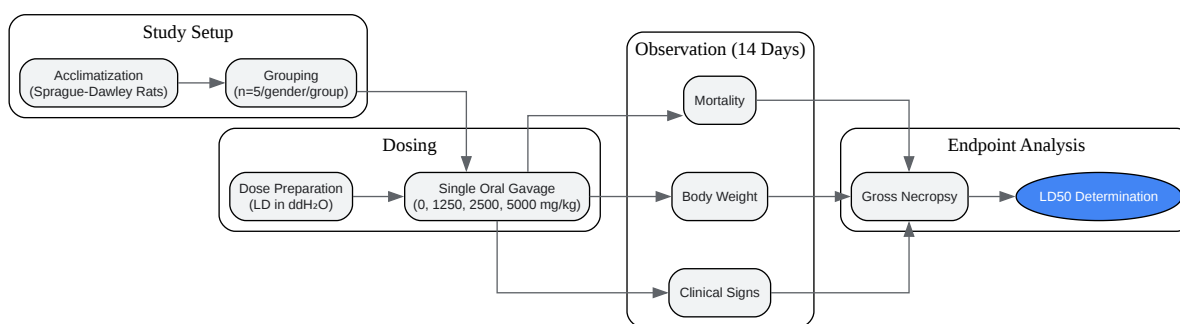 Study Setup
Acclimatization
(Sprague-Dawley Rats)
Grouping
(n=5/gender/group)
Dosing
Dose Preparation
(LD in ddH₂O)
Single Oral Gavage
(0, 1250, 2500, 5000 mg/kg)
Observation (14 Days)
Mortality
Body Weight
Clinical Signs
Endpoint Analysis
Gross Necropsy
LD50 Determination